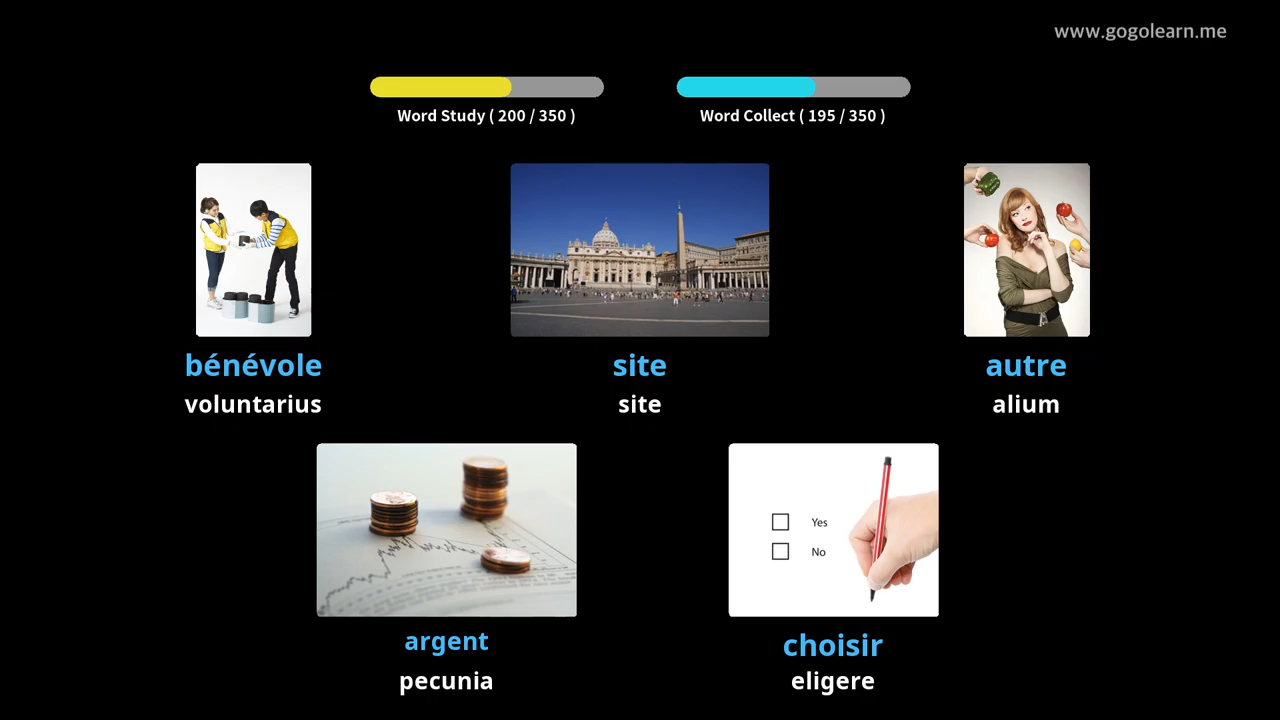 www.gogolearn.me
Word Study ( 200 / 350 )
Word Collect ( 195 / 350 )
bénévole
voluntarius
site
site
autre
alium
Yes
No
argent
pecunia
choisir
eligere